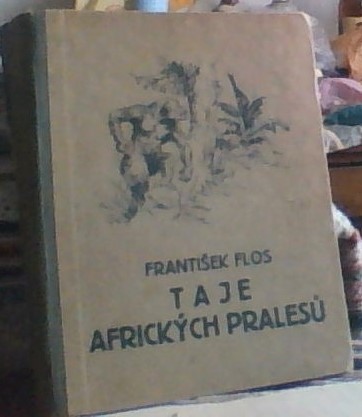 FRANTIŠEK FLOS
TAJE
AFRICKÝCH PRALESŮ